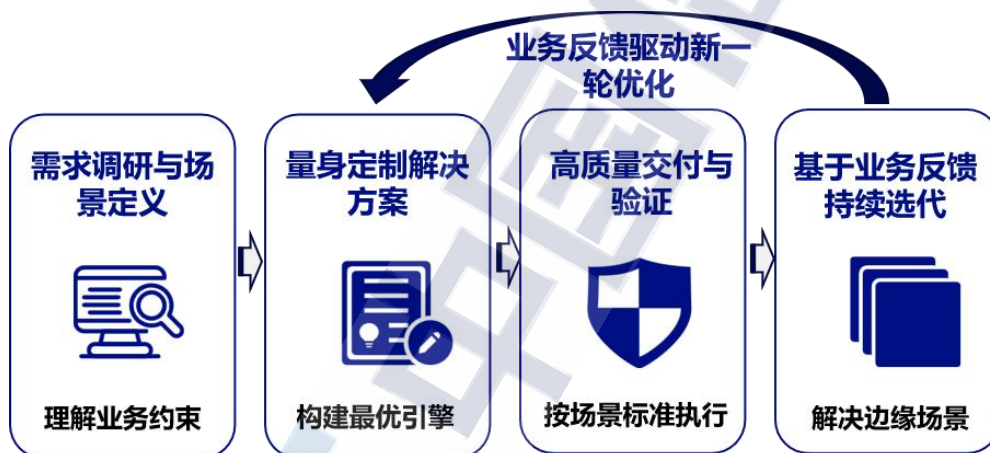 业务反馈驱动新一
轮优化
需求调研与场
景定义
理解业务约束
量身定制解决
方案
构建最优引擎
高质量交付与
验证
按场景标准执行
基于业务反馈
持续选代
解决边缘场景